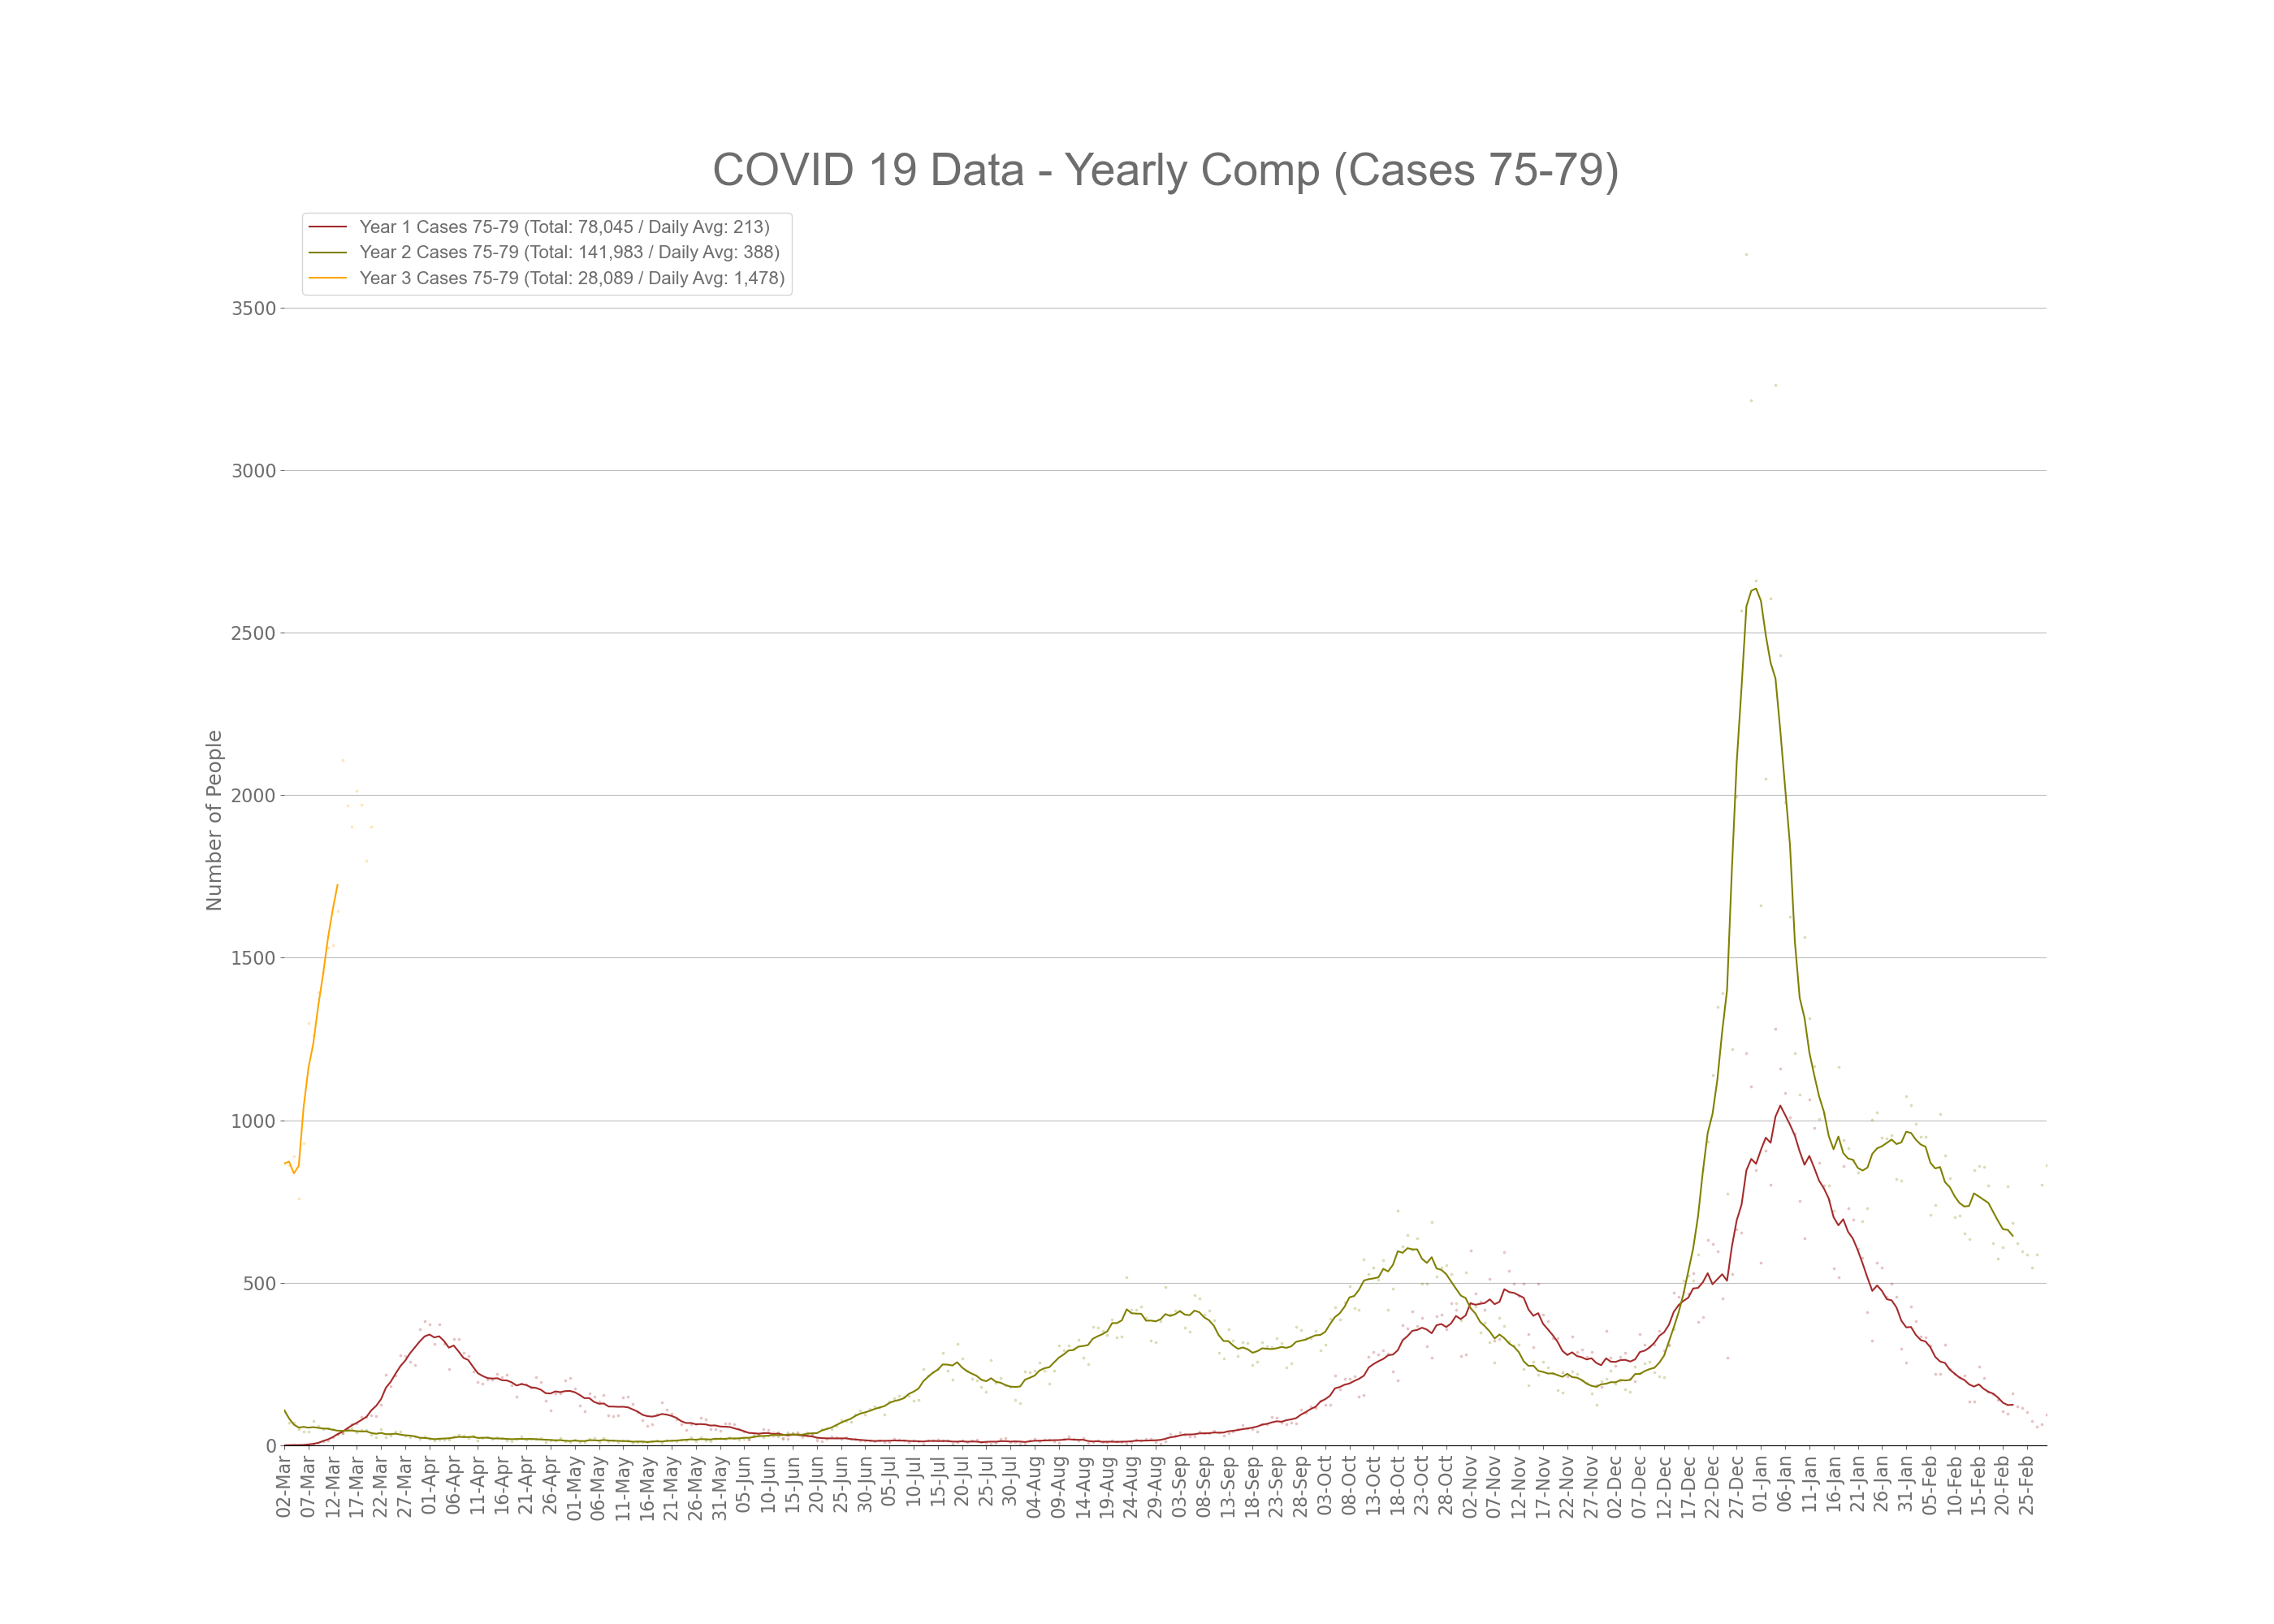 COVID 19 Data - Yearly Comp (Cases 75-79)
Year 1 Cases 75-79 (Total: 78,045 / Daily Avg: 213)
Year 2 Cases 75-79 (Total: 141,983 / Daily Avg: 388)
Year 3 Cases 75-79 (Total: 28,089 / Daily Avg: 1,478)
3500
3000
2500
2000
1500
1000
500
0
Number of People
02-Mar
07-Mar
12-Mar
17-Mar
22-Mar
27-Mar
01-Apr
06-Apr
11-Apr
16-Apr
21-Apr
26-Apr
01-May
06-May
11-May
16-May
21-May
26-May
31-May
05-Jun
10-Jun
15-Jun
20-Jun
25-Jun
30-Jun
05-Jul
10-Jul
15-Jul
20-Jul
25-Jul
30-Jul
04-Aug
09-Aug
14-Aug
19-Aug
24-Aug
29-Aug
03-Sep
08-Sep
13-Sep
18-Sep
23-Sep
28-Sep
03-Oct
08-Oct
13-Oct
18-Oct
23-Oct
28-Oct
02-Nov
07-Nov
12-Nov
17-Nov
22-Nov
27-Nov
02-Dec
07-Dec
12-Dec
17-Dec
22-Dec
27-Dec
01-Jan
06-Jan
11-Jan
16-Jan
21-Jan
26-Jan
31-Jan
05-Feb
10-Feb
15-Feb
20-Feb
25-Feb